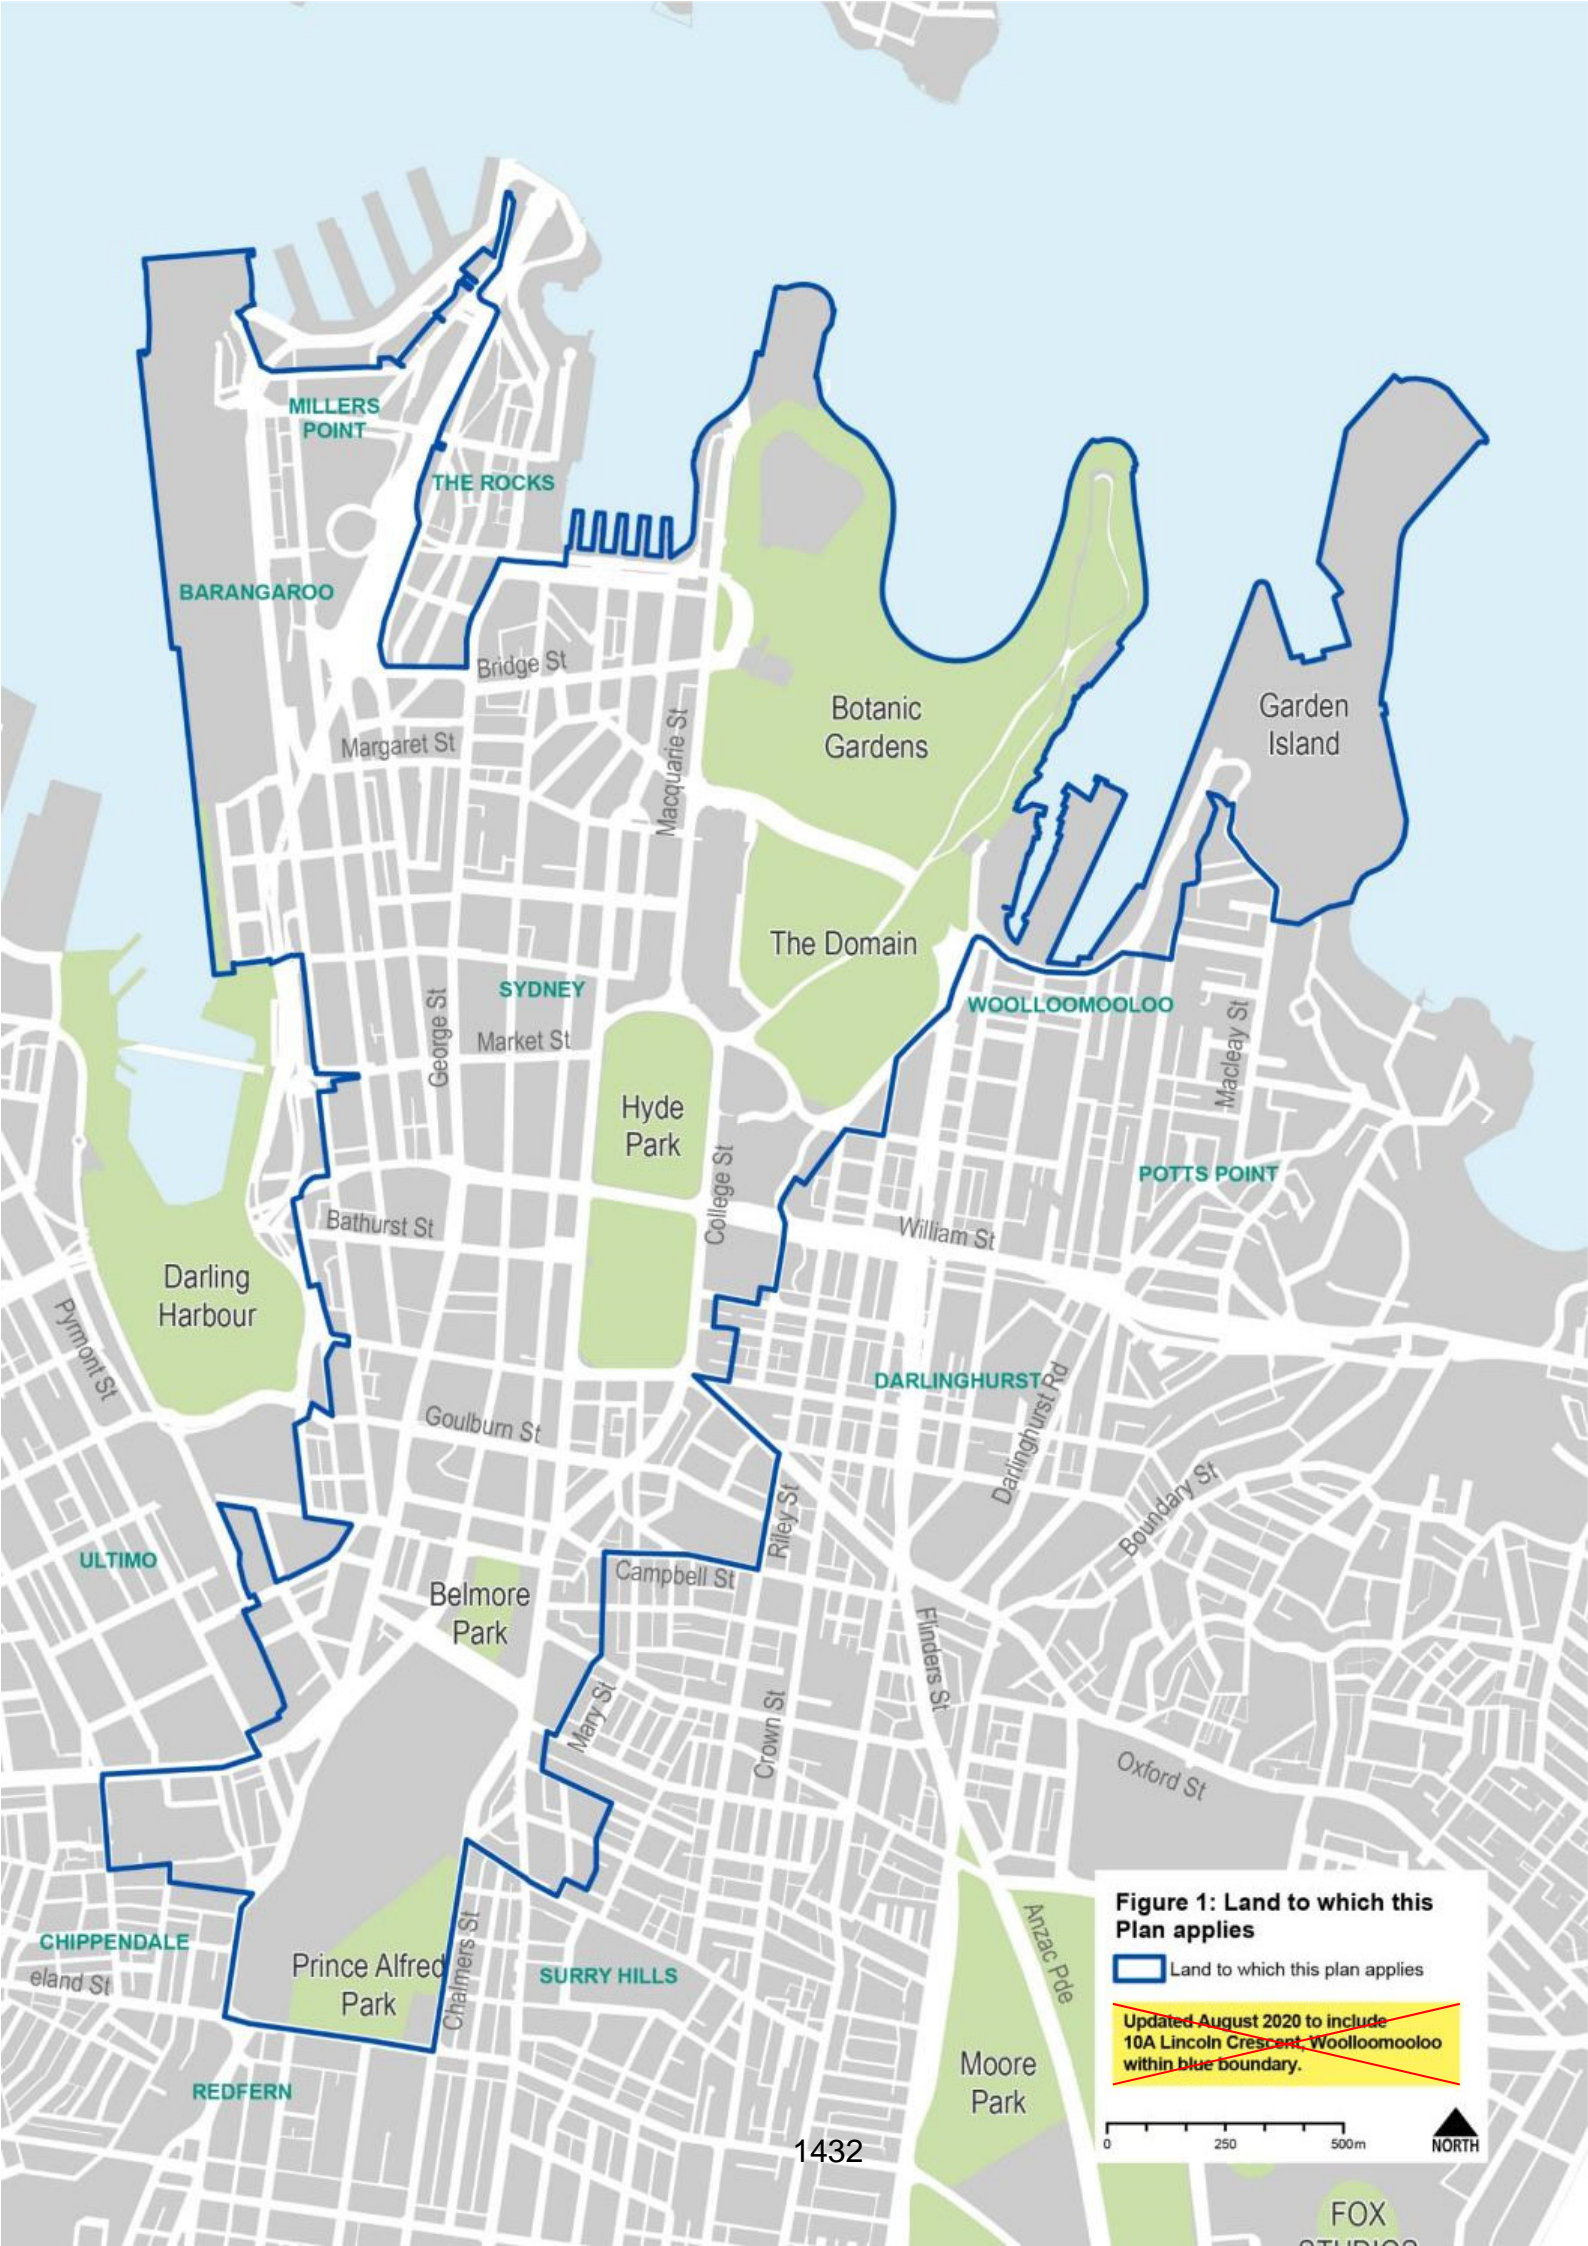 MILLERS
POINT
THE ROCKS
BARANGAROO
Bridge St
Margaret St
Macquarie St
Botanic
Gardens
Garden
Island
The Domain
SYDNEY
George St
Market St
WOOLLOOMOOLOO
Macleay St
Hyde
Park
College St
POTTS POINT
Bathurst St
William St
Darling
Harbour
Pyrmont St
DARLINGHURST
Darlinghurst Rd
Goulburn St
Boundary St
Riley St
ULTIMO
Campbell St
Belmore
Park
Flinders St
Mary St
Crown St
Oxford St
CHIPPENDALE
eland St
Prince Alfred
Park
Chalmers St
SURRY HILLS
Anzac Pde
REDFERN
Moore
Park
Figure 1: Land to which this
Plan applies
Land to which this plan applies
Updated August 2020 to include
10A Lincoln Crescent, Woolloomooloo
within blue boundary.
0 250 500m
NORTH
1432
FOX
STUDIOS